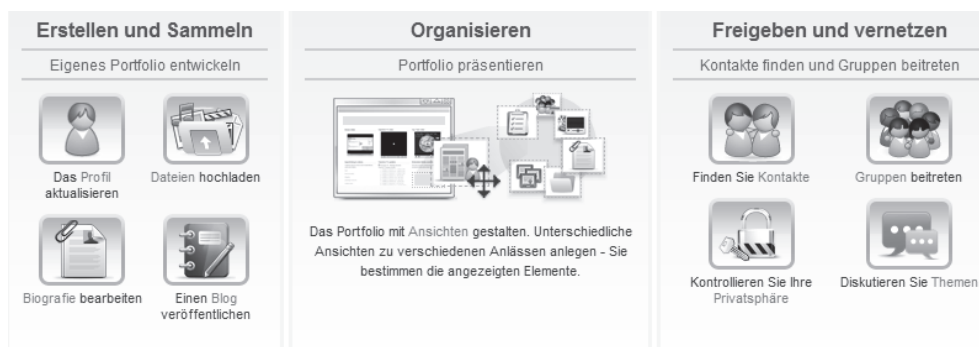 Erstellen und Sammeln
Eigenes Portfolio entwickeln
Das Profil
aktualisieren
Dateien hochladen
Biografie bearbeiten
Einen Blog
veröffentlichen
Organisieren
Portfolio präsentieren
Das Portfolio mit Ansichten gestalten. Unterschiedliche
Ansichten zu verschiedenen Anlässen anlegen - Sie
bestimmen die angezeigten Elemente.
Freigeben und vernetzen
Kontakte finden und Gruppen beitreten
Finden Sie Kontakte
Gruppen beitreten
Kontrollieren Sie Ihre
Privatsphäre
Diskutieren Sie Themen